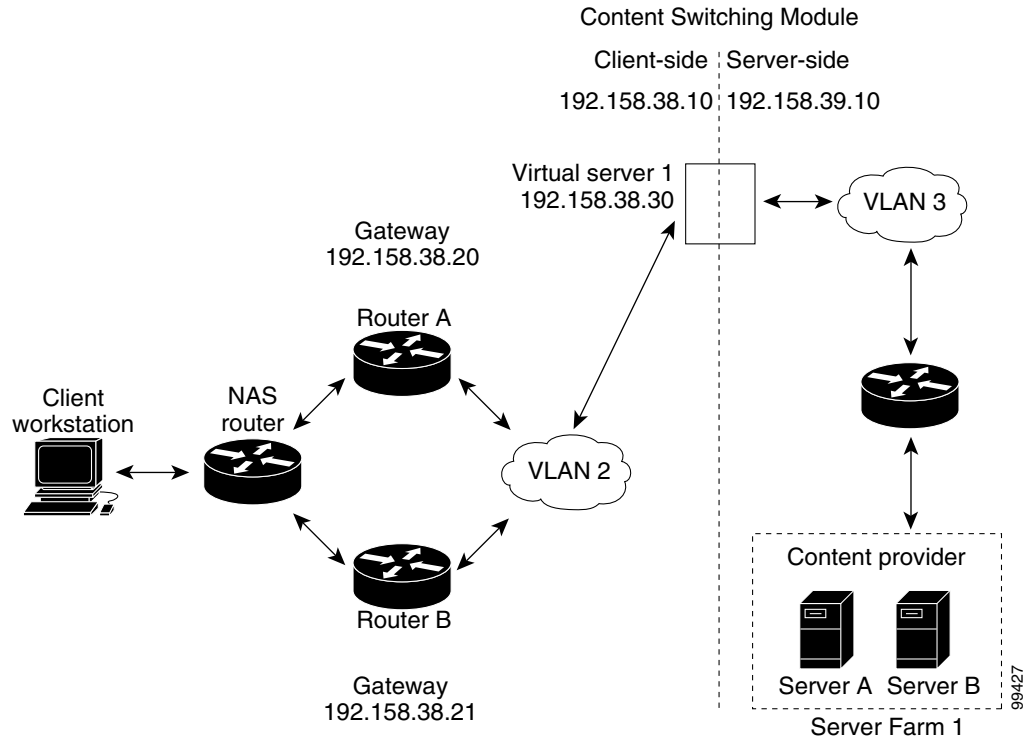 Content Switching Module
Client-side
Server-side
192.158.38.10
192.158.39.10
Virtual server 1
192.158.38.30
VLAN 3
Gateway
192.158.38.20
Router A
Client
workstation
NAS
router
VLAN 2
Router B
Gateway
192.158.38.21
Content provider
Server A
Server B
Server Farm 1
99427